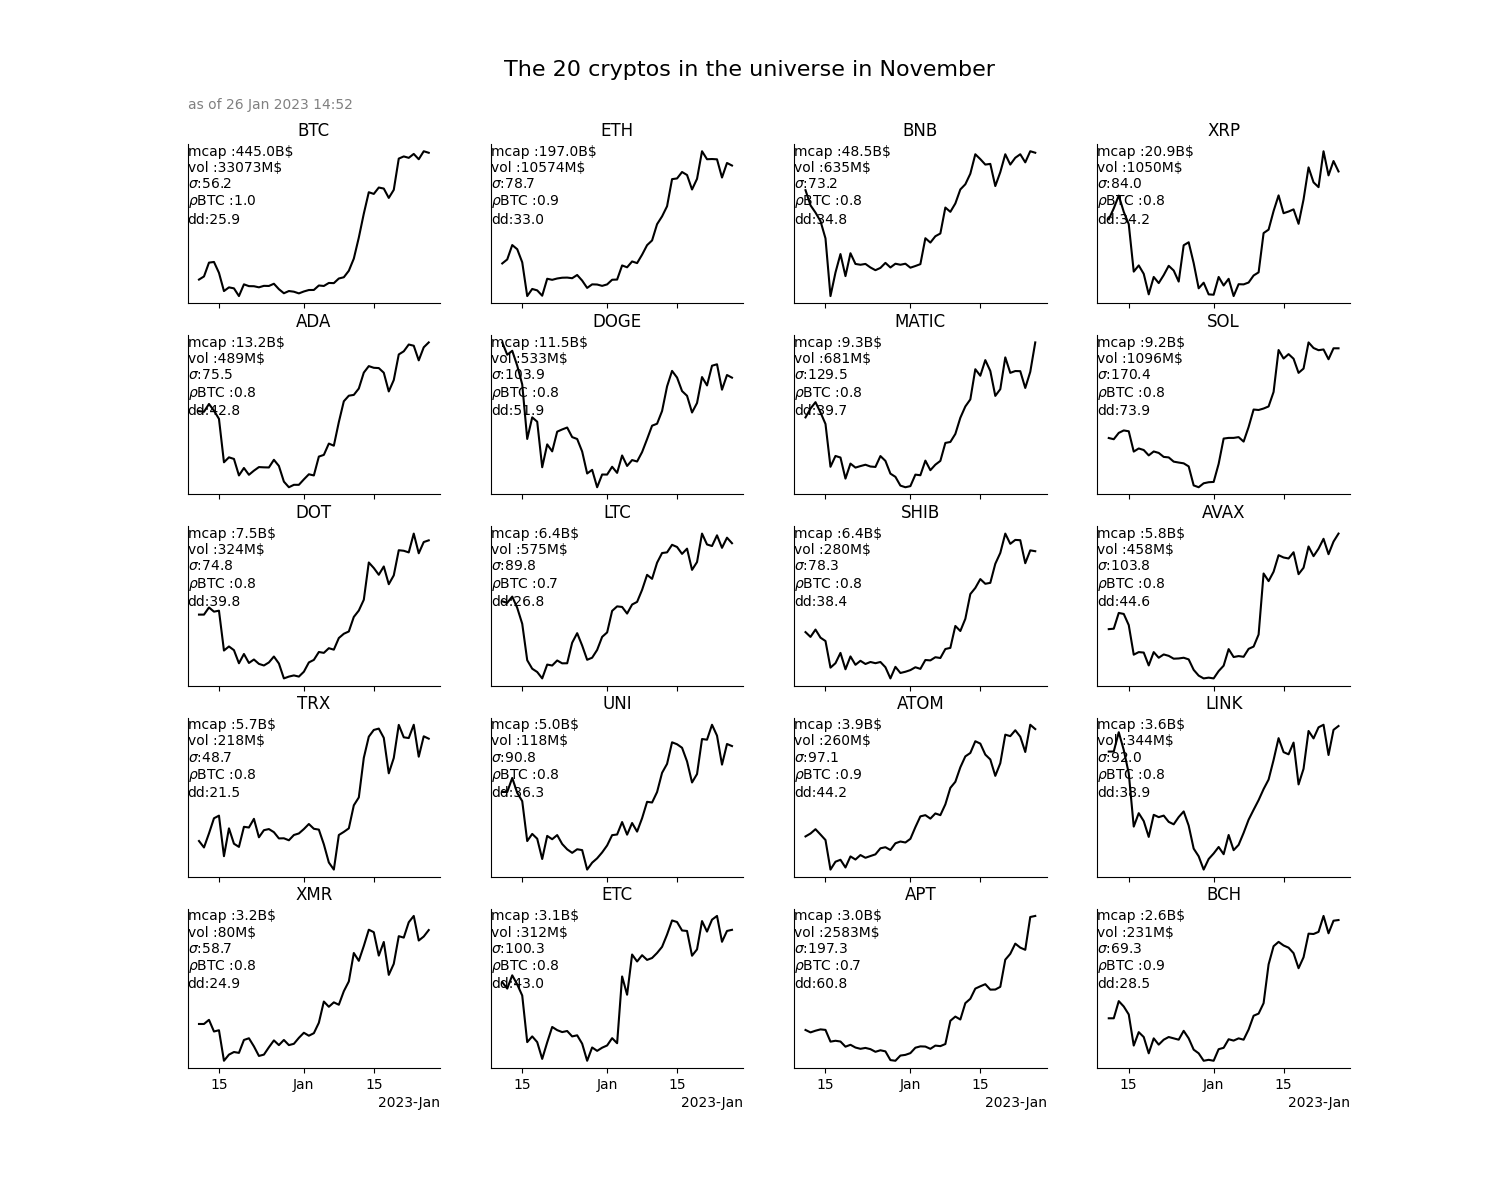 The 20 cryptos in the universe in November
as of 26 Jan 2023 14:52
BTC
mcap :445.0B$
vol :33073M$
σ:56.2
ρBTC :1.0
dd:25.9
ETH
mcap :197.0B$
vol :10574M$
σ:78.7
ρBTC :0.9
dd:33.0
BNB
mcap :48.5B$
vol :635M$
σ:73.2
ρBTC :0.8
dd:34.8
XRP
mcap :20.9B$
vol :1050M$
σ:84.0
ρBTC :0.8
dd:34.2
ADA
mcap :13.2B$
vol :489M$
σ:75.5
ρBTC :0.8
dd:42.8
DOGE
mcap :11.5B$
vol :533M$
σ:103.9
ρBTC :0.8
dd:51.9
MATIC
mcap :9.3B$
vol :681M$
σ:129.5
ρBTC :0.8
dd:39.7
SOL
mcap :9.2B$
vol :1096M$
σ:170.4
ρBTC :0.8
dd:73.9
DOT
mcap :7.5B$
vol :324M$
σ:74.8
ρBTC :0.8
dd:39.8
LTC
mcap :6.4B$
vol :575M$
σ:89.8
ρBTC :0.7
dd:26.8
SHIB
mcap :6.4B$
vol :280M$
σ:78.3
ρBTC :0.8
dd:38.4
AVAX
mcap :5.8B$
vol :458M$
σ:103.8
ρBTC :0.8
dd:44.6
TRX
mcap :5.7B$
vol :218M$
σ:48.7
ρBTC :0.8
dd:21.5
UNI
mcap :5.0B$
vol :118M$
σ:90.8
ρBTC :0.8
dd:36.3
ATOM
mcap :3.9B$
vol :260M$
σ:97.1
ρBTC :0.9
dd:44.2
LINK
mcap :3.6B$
vol :344M$
σ:92.0
ρBTC :0.8
dd:38.9
XMR
mcap :3.2B$
vol :80M$
σ:58.7
ρBTC :0.8
dd:24.9
ETC
mcap :3.1B$
vol :312M$
σ:100.3
ρBTC :0.8
dd:43.0
APT
mcap :3.0B$
vol :2583M$
σ:197.3
ρBTC :0.7
dd:60.8
BCH
mcap :2.6B$
vol :231M$
σ:69.3
ρBTC :0.9
dd:28.5
15 Jan 15 15 Jan 15 15 Jan 15 15 Jan 15
2023-Jan 2023-Jan 2023-Jan 2023-Jan